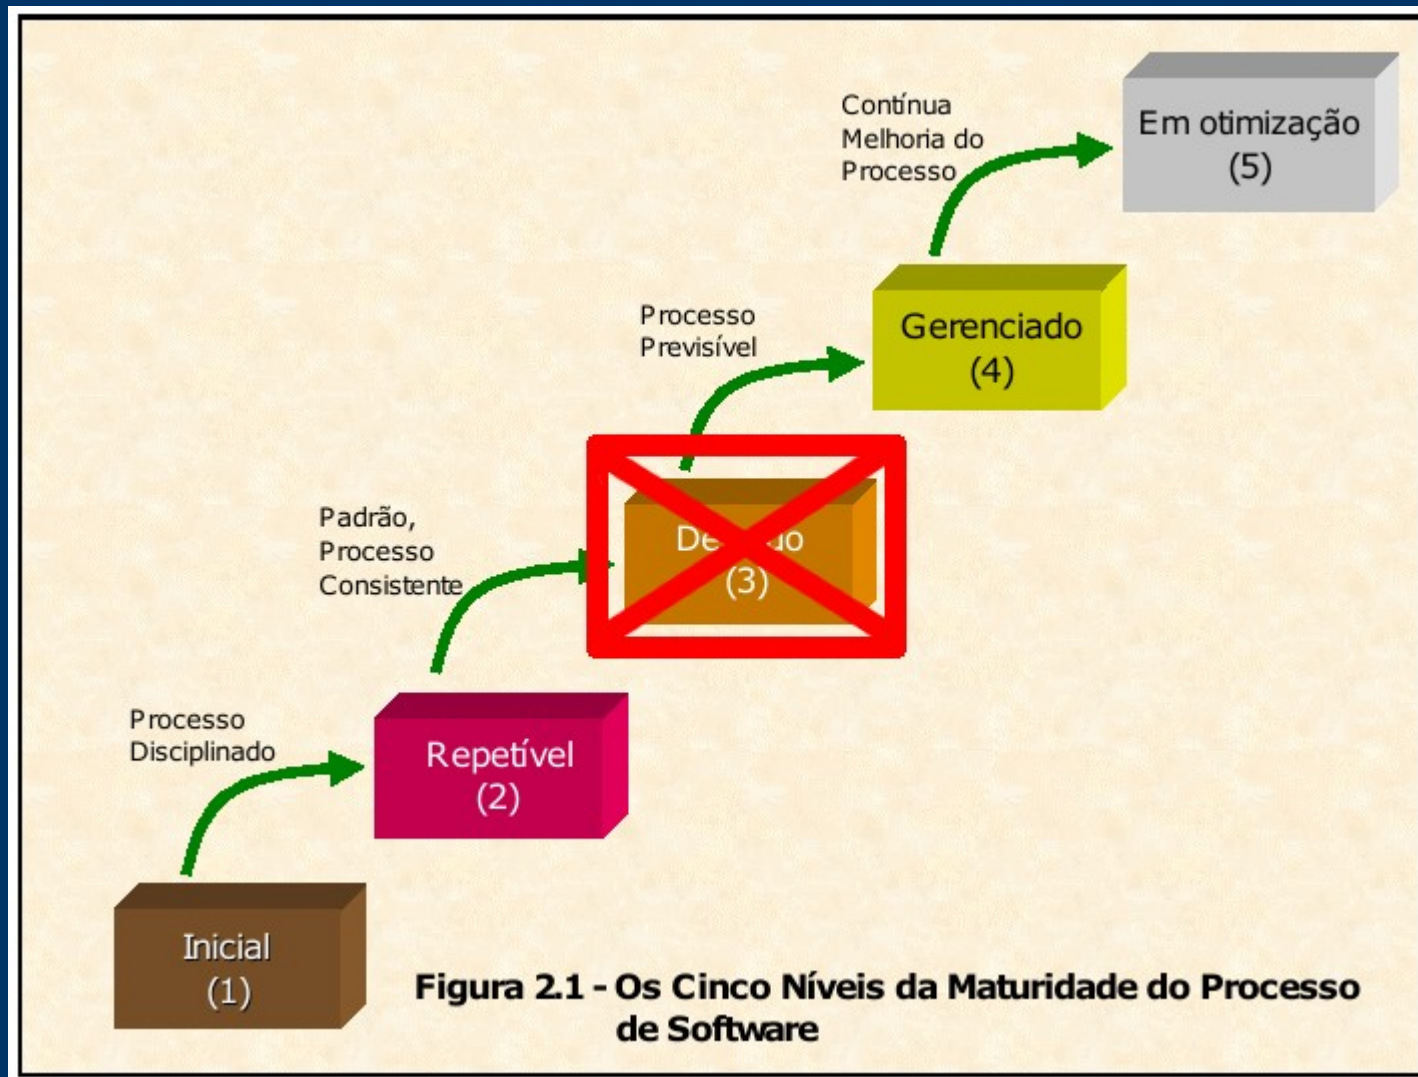 Contínua
Melhoria do
Processo
Em otimização
(5)
Processo
Previsível
Gerenciado
(4)
Padrão,
Processo
Consistente
(3)
Processo
Disciplinado
Repetível
(2)
Inicial
(1)
Figura 2.1 - Os Cinco Níveis da Maturidade do Processo
de Software